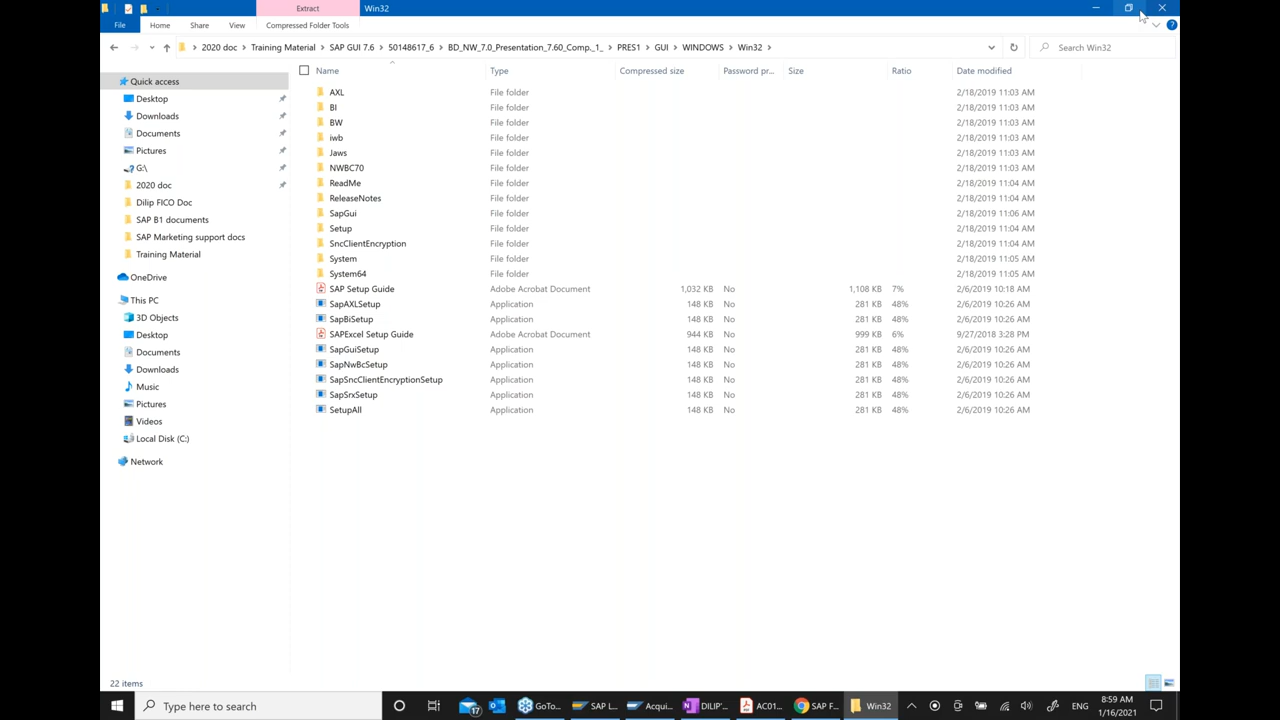 Extract
Win32
File
Home
Share
View
Compressed Folder Tools
2020 doc > Training Material > SAP GUI 7.6 > 50148617_6 > BD_NW_7.0_Presentation_7.60_Comp._1_ > PRES1 > GUI > WINDOWS > Win32 >
Search Win32
Name Type Compressed size Password pr... Size Ratio Date modified
Quick access
Desktop
Downloads
Documents
Pictures
G:\
2020 doc
Dilip FICO Doc
SAP B1 documents
SAP Marketing support docs
Training Material
OneDrive
This PC
3D Objects
Desktop
Documents
Downloads
Music
Pictures
Videos
Local Disk (C:)
Network
AXL File folder 2/18/2019 11:03 AM
BI File folder 2/18/2019 11:03 AM
BW File folder 2/18/2019 11:03 AM
iwb File folder 2/18/2019 11:03 AM
Jaws File folder 2/18/2019 11:03 AM
NWBC70 File folder 2/18/2019 11:03 AM
ReadMe File folder 2/18/2019 11:04 AM
ReleaseNotes File folder 2/18/2019 11:04 AM
SapGui File folder 2/18/2019 11:06 AM
Setup File folder 2/18/2019 11:04 AM
SncClientEncryption File folder 2/18/2019 11:04 AM
System File folder 2/18/2019 11:05 AM
System64 File folder 2/18/2019 11:05 AM
SAP Setup Guide Adobe Acrobat Document 1,032 KB No 1,108 KB 7% 2/6/2019 10:18 AM
SapAXLSetup Application 148 KB No 281 KB 48% 2/6/2019 10:26 AM
SapBiSetup Application 148 KB No 281 KB 48% 2/6/2019 10:26 AM
SAPExcel Setup Guide Adobe Acrobat Document 944 KB No 999 KB 6% 9/27/2018 3:28 PM
SapGuiSetup Application 148 KB No 281 KB 48% 2/6/2019 10:26 AM
SapNwBcSetup Application 148 KB No 281 KB 48% 2/6/2019 10:26 AM
SapSncClientEncryptionSetup Application 148 KB No 281 KB 48% 2/6/2019 10:26 AM
SapSrxSetup Application 148 KB No 281 KB 48% 2/6/2019 10:26 AM
SetupAll Application 148 KB No 281 KB 48% 2/6/2019 10:26 AM
22 items
Type here to search
17
GoTo...
SAP L...
Acqui...
DILIP'...
AC01...
SAP F...
Win32
ENG
8:59 AM
1/16/2021